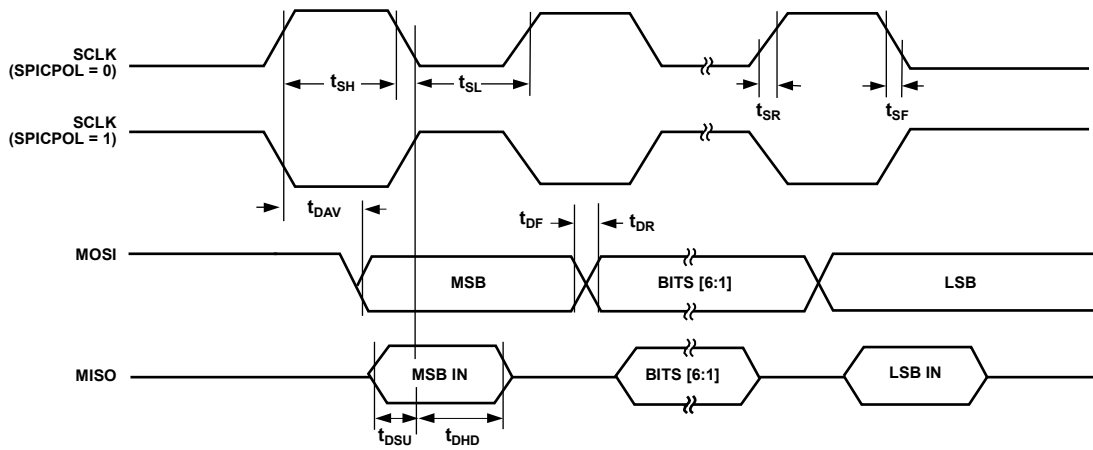 SCLK
(SPICPOL = 0)
tSH
tSL
tSR
tSF
SCLK
(SPICPOL = 1)
tDAV
tDF
tDR
MOSI
MSB
BITS [6:1]
LSB
MISO
MSB IN
BITS [6:1]
LSB IN
tDSU
tDHD